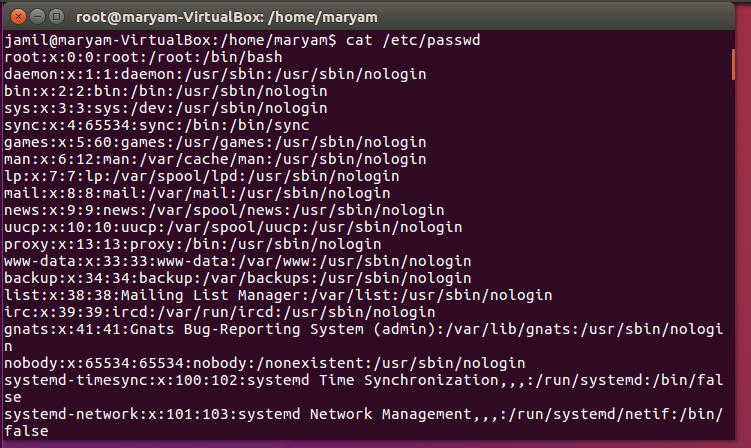 root@maryam-VirtualBox: /home/maryam
jamil@maryam-VirtualBox:/home/maryam$ cat /etc/passwd
root:x:0:0:root:/root:/bin/bash
daemon:x:1:1:daemon:/usr/sbin:/usr/sbin/nologin
bin:x:2:2:bin:/bin:/usr/sbin/nologin
sys:x:3:3:sys:/dev:/usr/sbin/nologin
sync:x:4:65534:sync:/bin:/bin/sync
games:x:5:60:games:/usr/games:/usr/sbin/nologin
man:x:6:12:man:/var/cache/man:/usr/sbin/nologin
lp:x:7:7:lp:/var/spool/lpd:/usr/sbin/nologin
mail:x:8:8:mail:/var/mail:/usr/sbin/nologin
news:x:9:9:news:/var/spool/news:/usr/sbin/nologin
uucp:x:10:10:uucp:/var/spool/uucp:/usr/sbin/nologin
proxy:x:13:13:proxy:/bin:/usr/sbin/nologin
www-data:x:33:33:www-data:/var/www:/usr/sbin/nologin
backup:x:34:34:backup:/var/backups:/usr/sbin/nologin
list:x:38:38:Mailing List Manager:/var/list:/usr/sbin/nologin
irc:x:39:39:ircd:/var/run/ircd:/usr/sbin/nologin
gnats:x:41:41:Gnats Bug-Reporting System (admin):/var/lib/gnats:/usr/sbin/nologi
n
nobody:x:65534:65534:nobody:/nonexistent:/usr/sbin/nologin
systemd-timesync:x:100:102:systemd Time Synchronization,,,:/run/systemd:/bin/fal
se
systemd-network:x:101:103:systemd Network Management,,,:/run/systemd/netif:/bin/
false